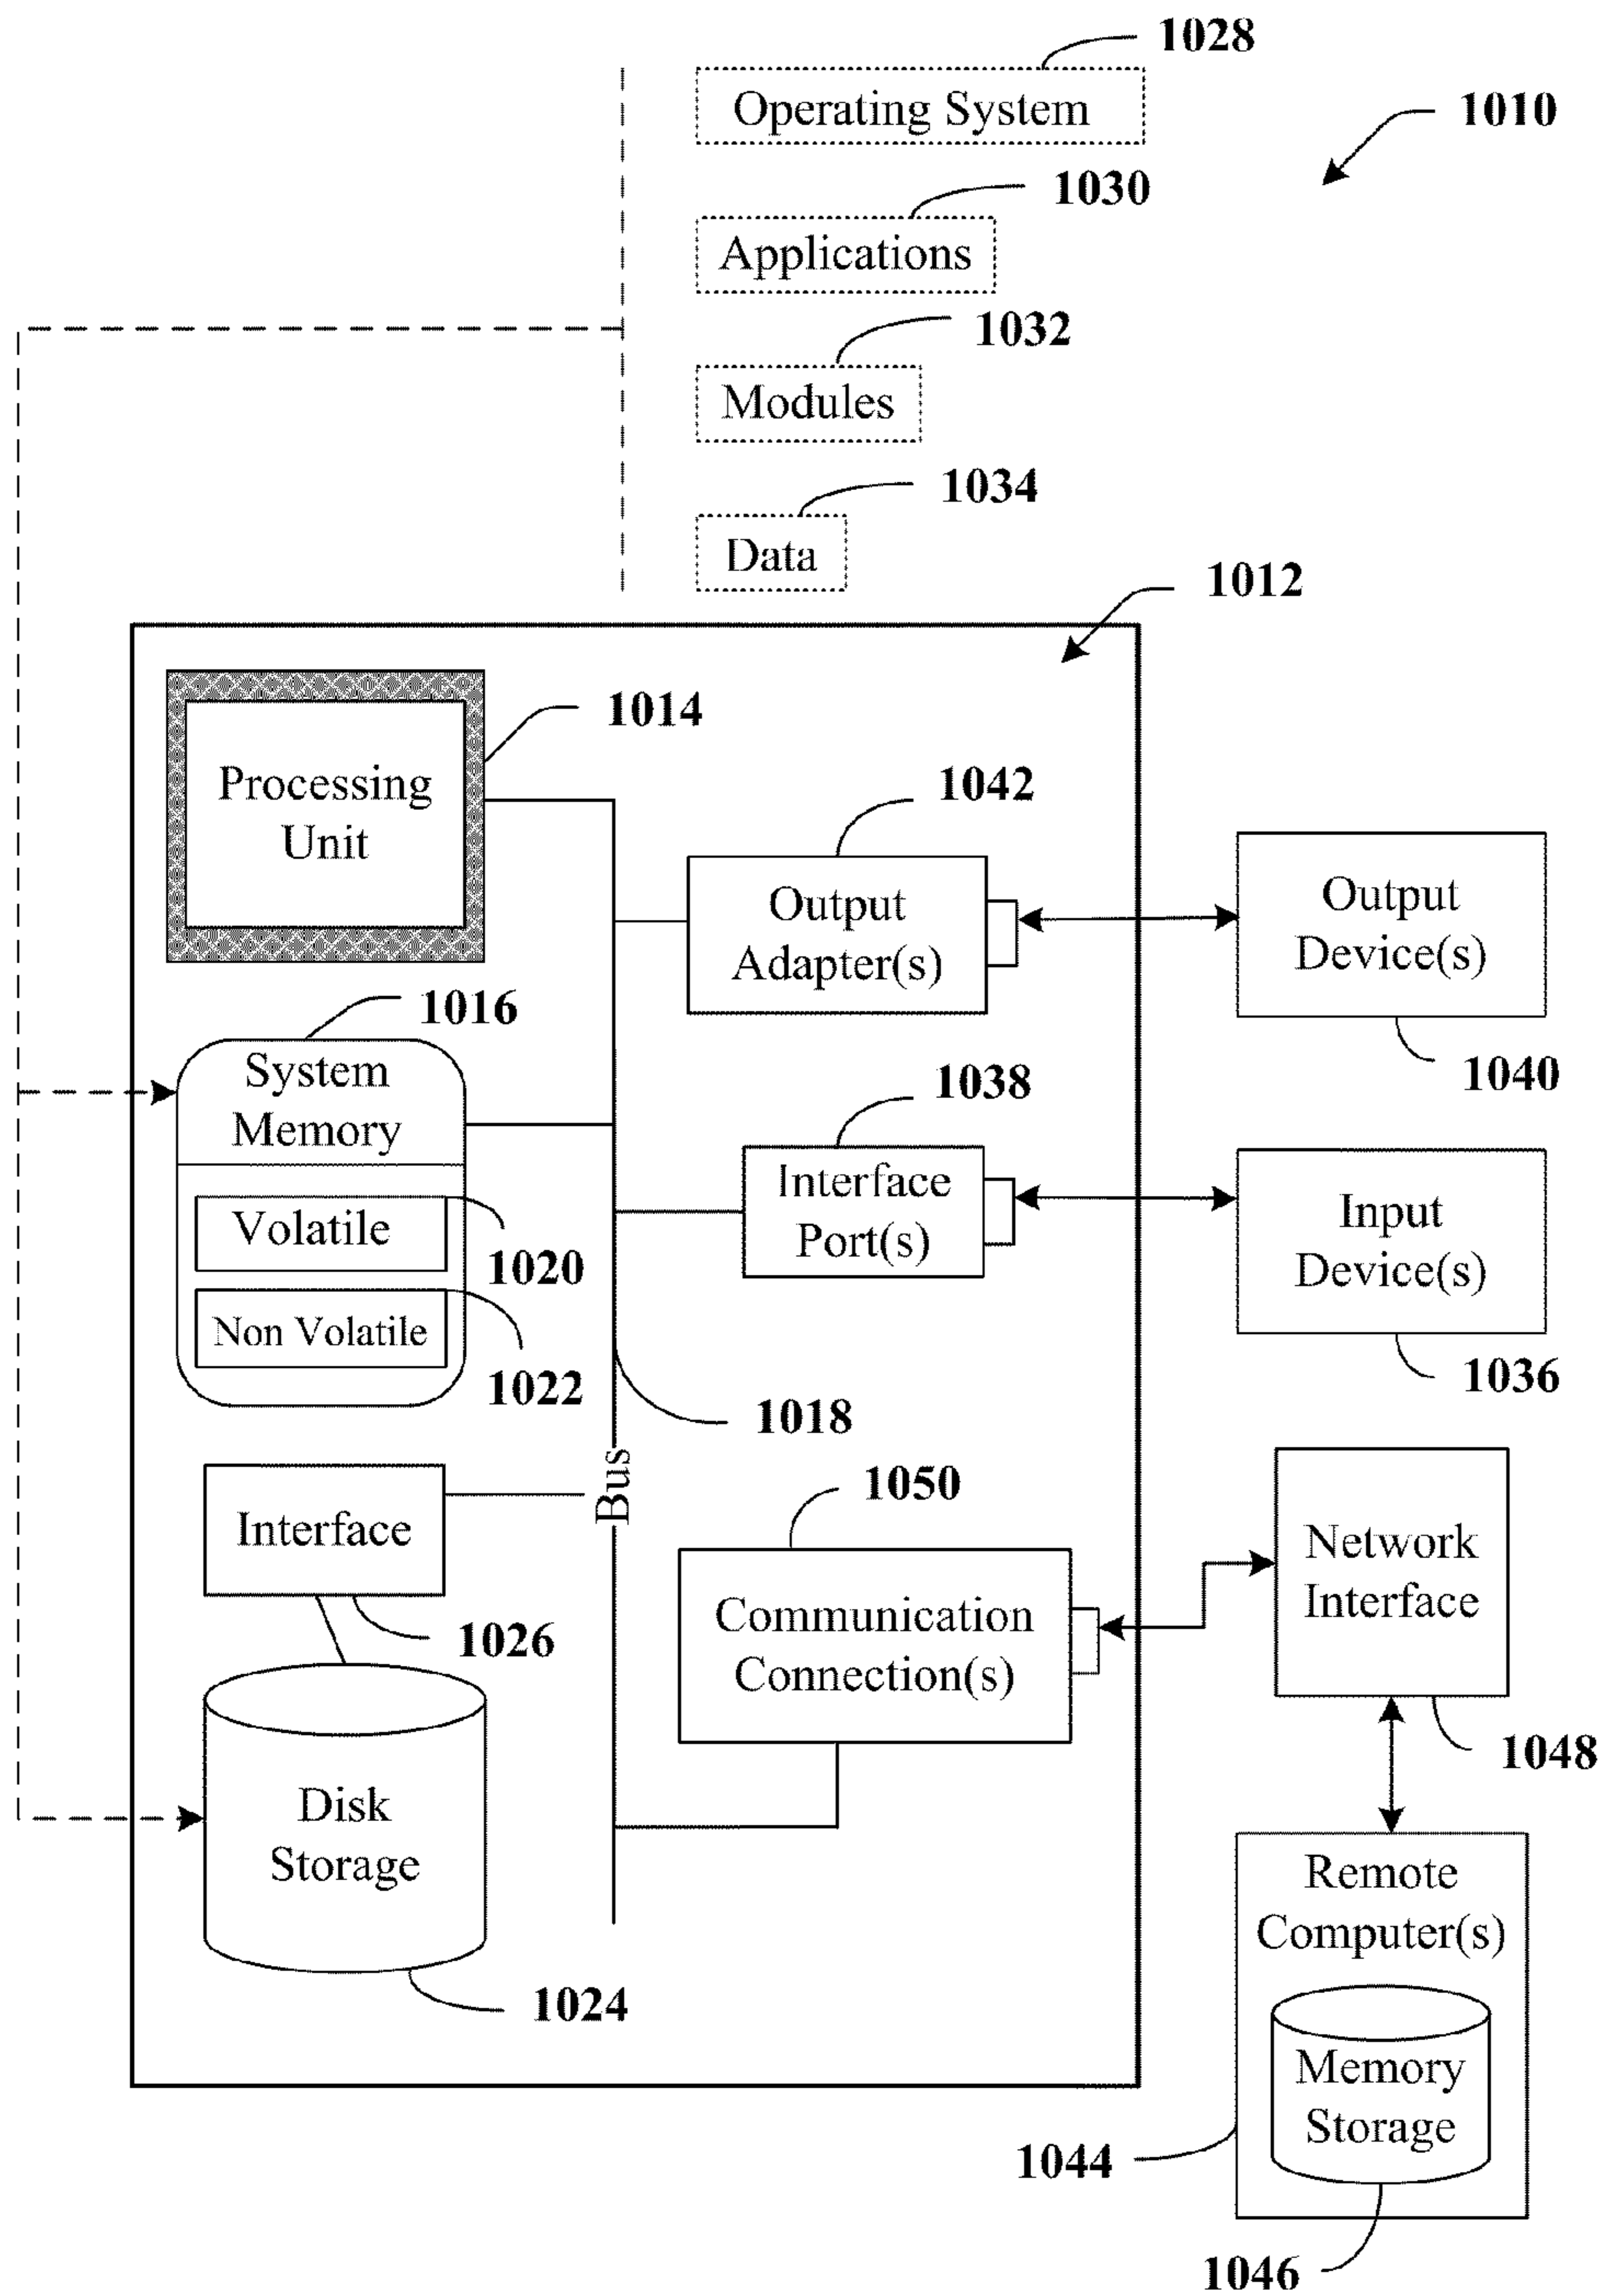 1028
Operating System
1010
1030
Applications
1032
Modules
1034
Data
1012
1014
Processing
Unit
1042
Output
Adapter(s)
Output
Device(s)
1040
1016
System
Memory
Volatile
1020
Non Volatile
1022
1038
Interface
Port(s)
Input
Device(s)
1036
1018
Bus
Interface
1026
1050
Communication
Connection(s)
Network
Interface
1048
Disk
Storage
1024
Remote
Computer(s)
Memory
Storage
1044
1046